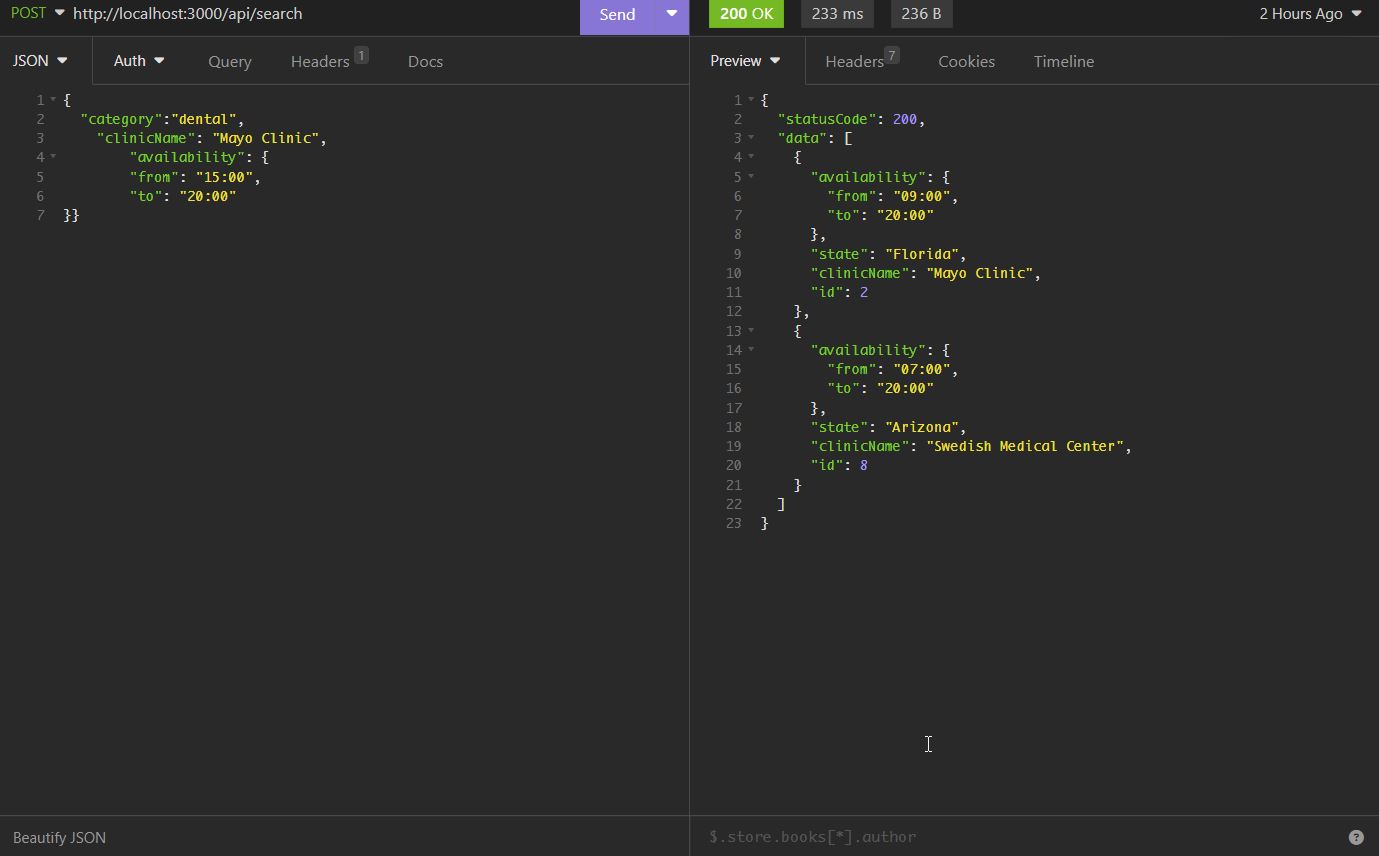 POST http://localhost:3000/api/search Send 200 OK 233 ms 236 B 2 Hours Ago
JSON Auth Query Headers 1 Docs
1 {
2 "category":"dental",
3 "clinicName": "Mayo Clinic",
4 "availability": {
5 "from": "15:00",
6 "to": "20:00"
7 }}
Beautify JSON
Preview Headers 7 Cookies Timeline
1 {
2 "statusCode": 200,
3 "data": [
4 {
5 "availability": {
6 "from": "09:00",
7 "to": "20:00"
8 },
9 "state": "Florida",
10 "clinicName": "Mayo Clinic",
11 "id": 2
12 },
13 {
14 "availability": {
15 "from": "07:00",
16 "to": "20:00"
17 },
18 "state": "Arizona",
19 "clinicName": "Swedish Medical Center",
20 "id": 8
21 }
22 ]
23 }
$.store.books[*].author ?